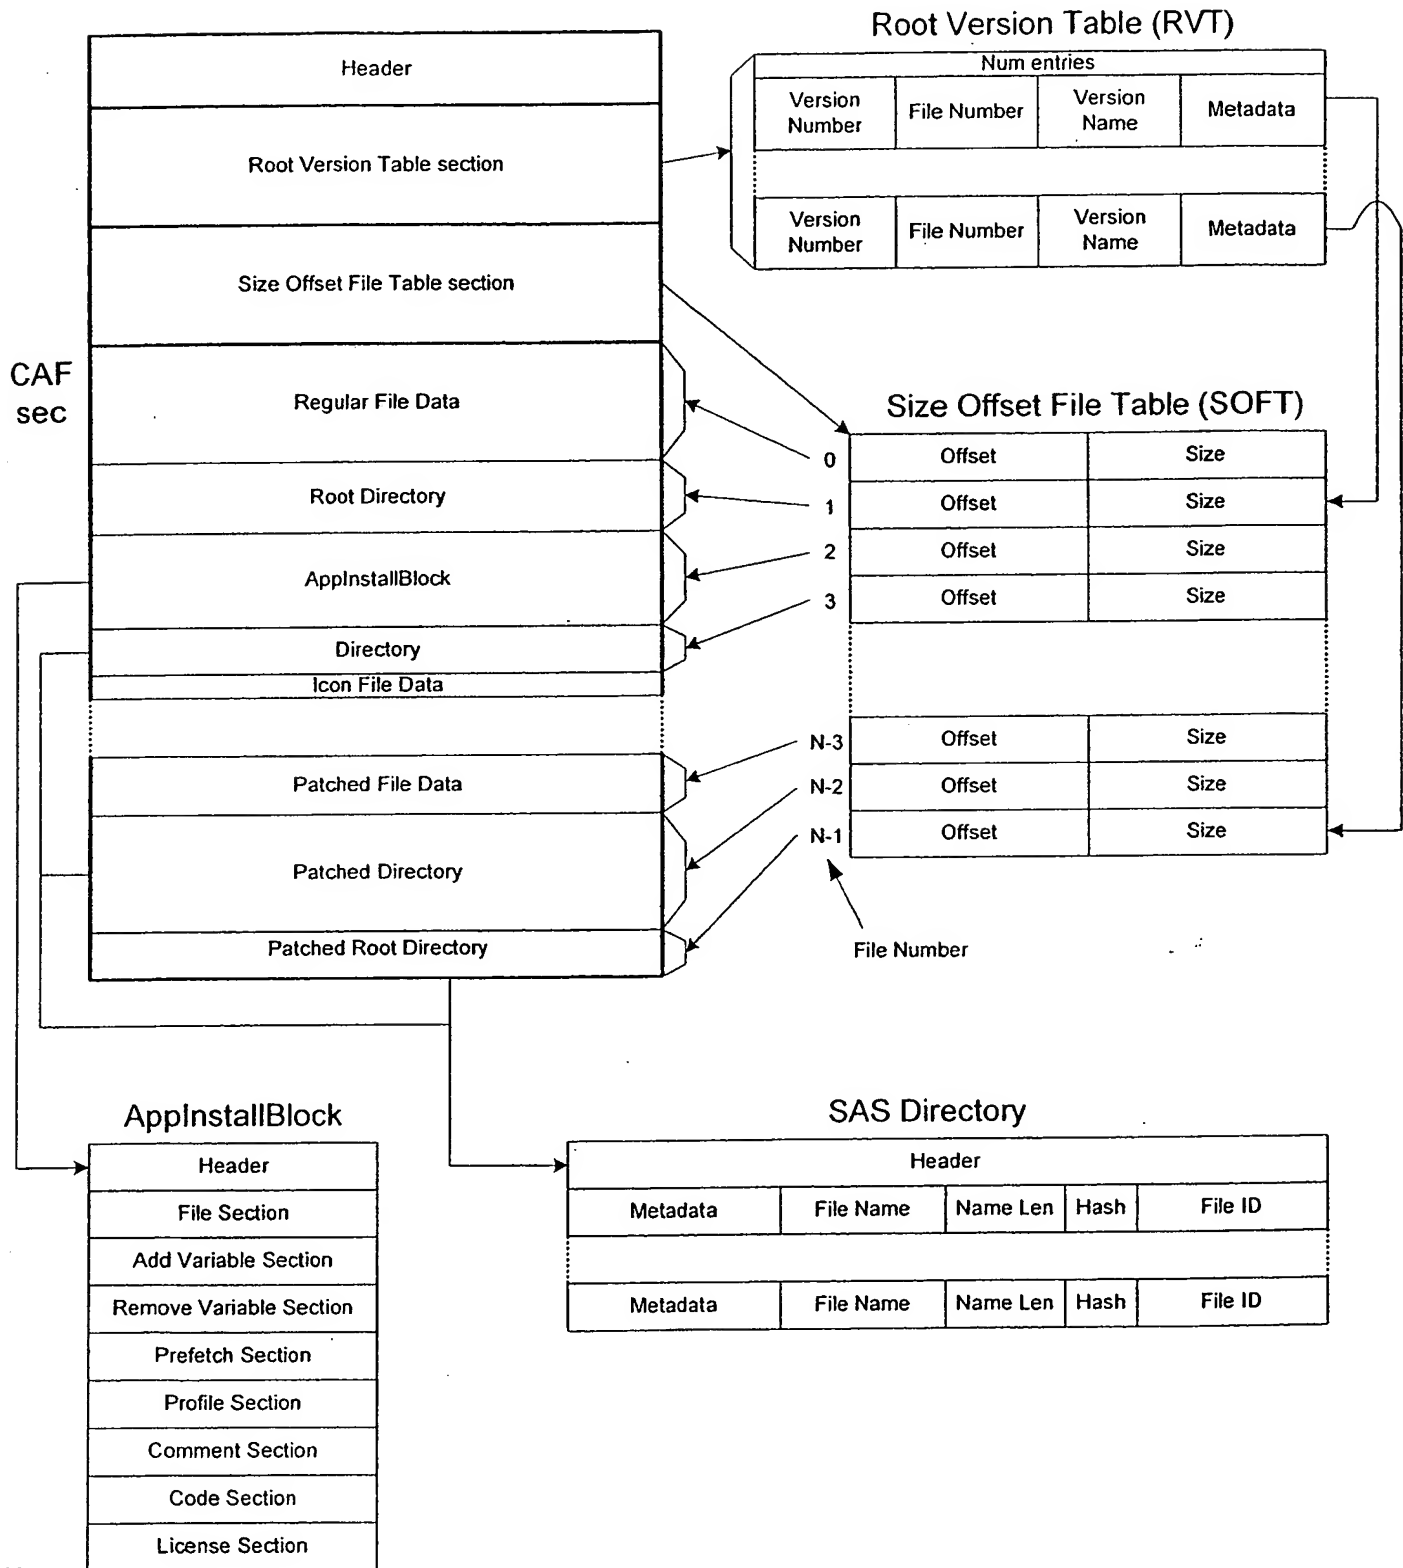 Root Version Table (RVT)
Header
Root Version Table section
Size Offset File Table section
CAF
sec
Regular File Data
Root Directory
AppInstallBlock
Directory
Icon File Data
Patched File Data
Patched Directory
Patched Root Directory
Num entries
Version
Number
File Number
Version
Name
Metadata
Version
Number
File Number
Version
Name
Metadata
Size Offset File Table (SOFT)
0 Offset Size
1 Offset Size
2 Offset Size
3 Offset Size
N-3 Offset Size
N-2 Offset Size
N-1 Offset Size
File Number
AppInstallBlock
Header
File Section
Add Variable Section
Remove Variable Section
Prefetch Section
Profile Section
Comment Section
Code Section
License Section
SAS Directory
Header
Metadata File Name Name Len Hash File ID
Metadata File Name Name Len Hash File ID